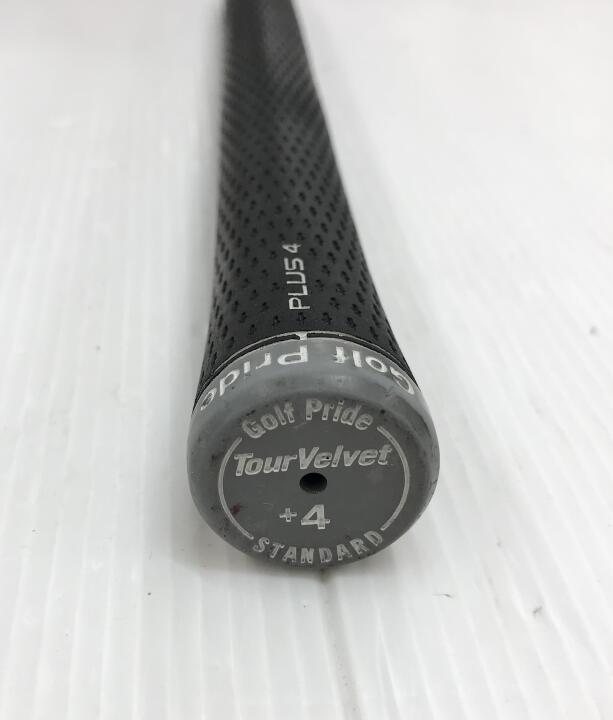 PLUS 4
Golf Pride
Golf Pride
TourVelvet
+4
STANDARD